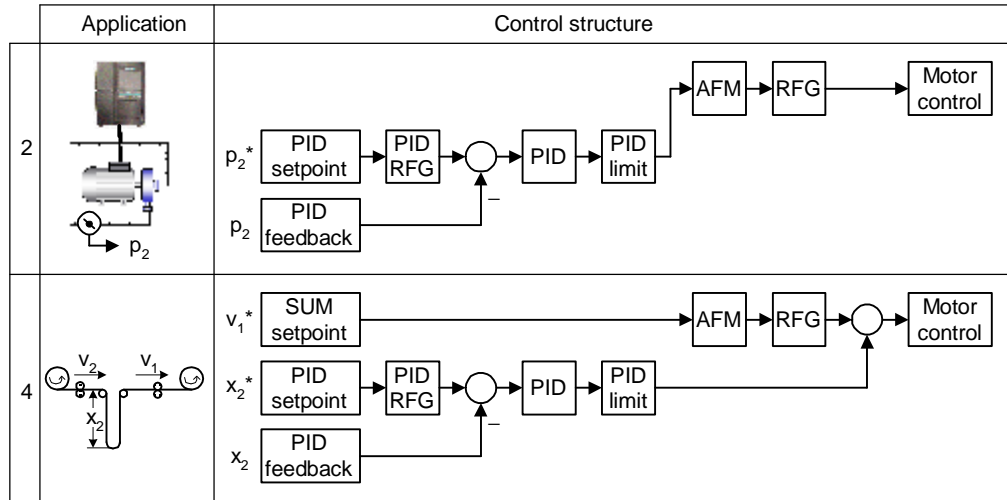 Application
Control structure
2
p2
p2*
PID setpoint
PID RFG
PID
PID limit
AFM
RFG
Motor control
–
p2
PID feedback
4
v2
v1
x2
v1*
SUM setpoint
AFM
RFG
Motor control
x2*
PID setpoint
PID RFG
PID
PID limit
–
x2
PID feedback